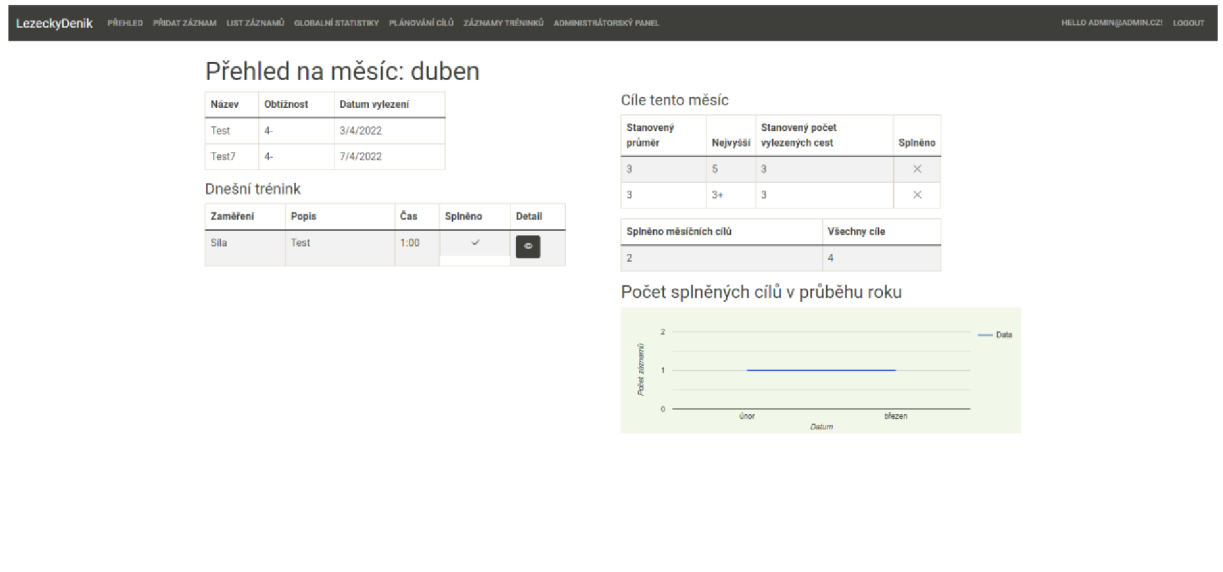 LezeckyDenik PŘEHLED PŘIDAT ZÁZNAM LIST ZÁZNAMŮ GLOBALNÍ STATISTIKY PLÁNOVÁNÍ CÍLŮ ZÁZNAMY TRÉNINKŮ ADMINISTRÁTORSKÝ PANEL HELLO ADMIN@ADMIN.CZ! LOGOUT
Přehled na měsíc: duben
Název Obtížnost Datum vylezení
Test 4- 3/4/2022
Test7 4- 7/4/2022
Dnešní trénink
Zaměření Popis Čas Splněno Detail
Síla Test 1:00
Cíle tento měsíc
Stanovený průměr Nejvyšší Stanovený počet vylezených cest Splněno
3 5 3
3 3+ 3
Splněno měsíčních cílů Všechny cíle
2 4
Počet splněných cílů v průběhu roku
2
1
0
Počet záznamů
únor březen
Datum
Data